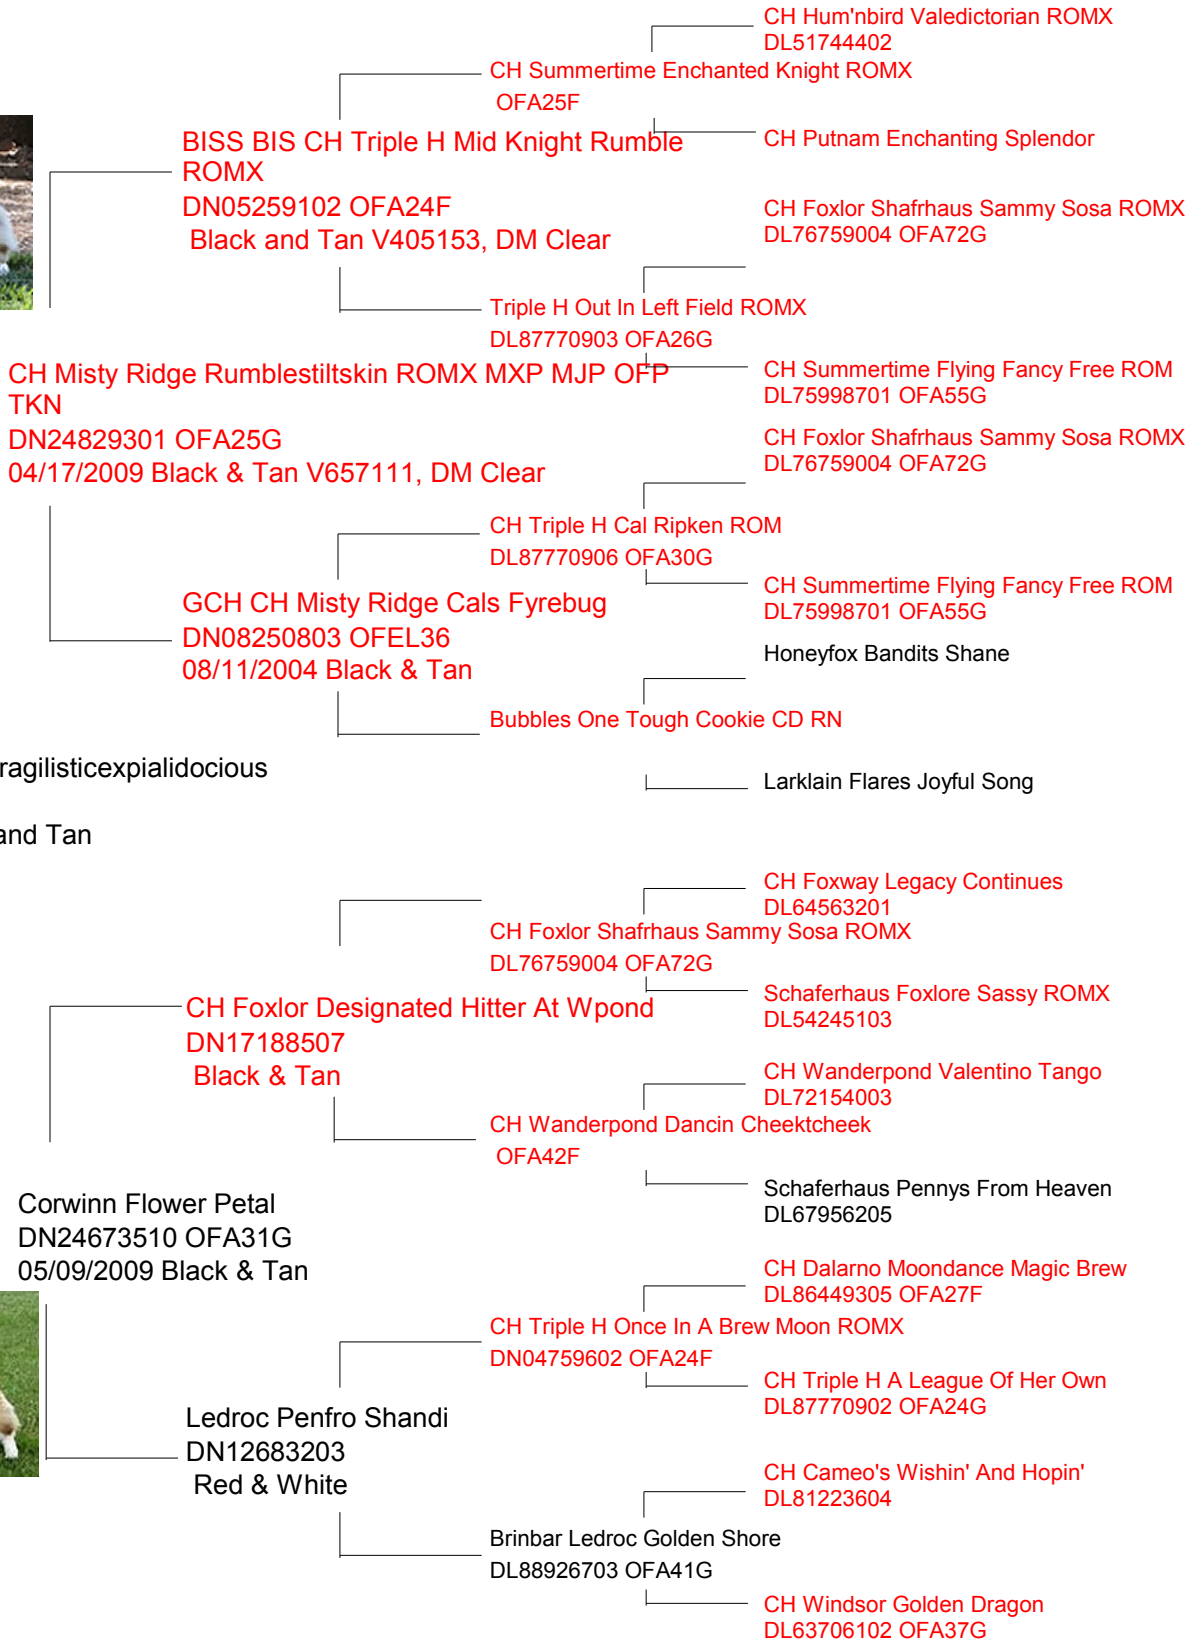 CH Hum'nbird Valedictorian ROMX
DL51744402
CH Summertime Enchanted Knight ROMX
OFA25F
BISS BIS CH Triple H Mid Knight Rumble
ROMX
CH Putnam Enchanting Splendor
DN05259102 OFA24F
Black and Tan V405153, DM Clear
CH Foxlor Shafrhaus Sammy Sosa ROMX
DL76759004 OFA72G
Triple H Out In Left Field ROMX
DL87770903 OFA26G
CH Misty Ridge Rumblestiltskin ROMX MXP MJP OFP
TKN
CH Summertime Flying Fancy Free ROM
DL75998701 OFA55G
DN24829301 OFA25G
04/17/2009 Black & Tan V657111, DM Clear
CH Foxlor Shafrhaus Sammy Sosa ROMX
DL76759004 OFA72G
CH Triple H Cal Ripken ROM
DL87770906 OFA30G
GCH CH Misty Ridge Cals Fyrebug
DN08250803 OFEL36
08/11/2004 Black & Tan
CH Summertime Flying Fancy Free ROM
DL75998701 OFA55G
Honeyfox Bandits Shane
Bubbles One Tough Cookie CD RN
Larklain Flares Joyful Song
ragilisticexpialidocious
and Tan
CH Foxway Legacy Continues
DL64563201
CH Foxlor Shafrhaus Sammy Sosa ROMX
DL76759004 OFA72G
CH Foxlor Designated Hitter At Wpond
DN17188507
Black & Tan
Schaferhaus Foxlore Sassy ROMX
DL54245103
CH Wanderpond Valentino Tango
DL72154003
CH Wanderpond Dancin Cheektcheek
OFA42F
Schaferhaus Pennys From Heaven
DL67956205
Corwinn Flower Petal
DN24673510 OFA31G
05/09/2009 Black & Tan
CH Dalarno Moondance Magic Brew
DL86449305 OFA27F
CH Triple H Once In A Brew Moon ROMX
DN04759602 OFA24F
CH Triple H A League Of Her Own
DL87770902 OFA24G
Ledroc Penfro Shandi
DN12683203
Red & White
CH Cameo's Wishin' And Hopin'
DL81223604
Brinbar Ledroc Golden Shore
DL88926703 OFA41G
CH Windsor Golden Dragon
DL63706102 OFA37G